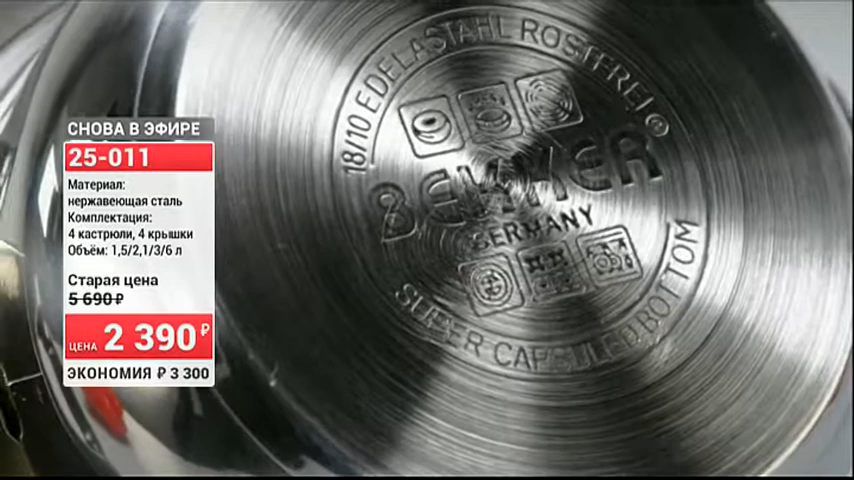 СНОВА В ЭФИРЕ
25-011
Материал:
нержавеющая сталь
Комплектация:
4 кастрюли, 4 крышки
Объём: 1,5/2,1/3/6 л
Старая цена
5 690 ₽
ЦЕНА 2 390 ₽
ЭКОНОМИЯ ₽ 3 300
18/10 EDELASTAHL ROSTFREI ®
BEKKER
GERMANY
SUPER CAPSULED BOTTOM